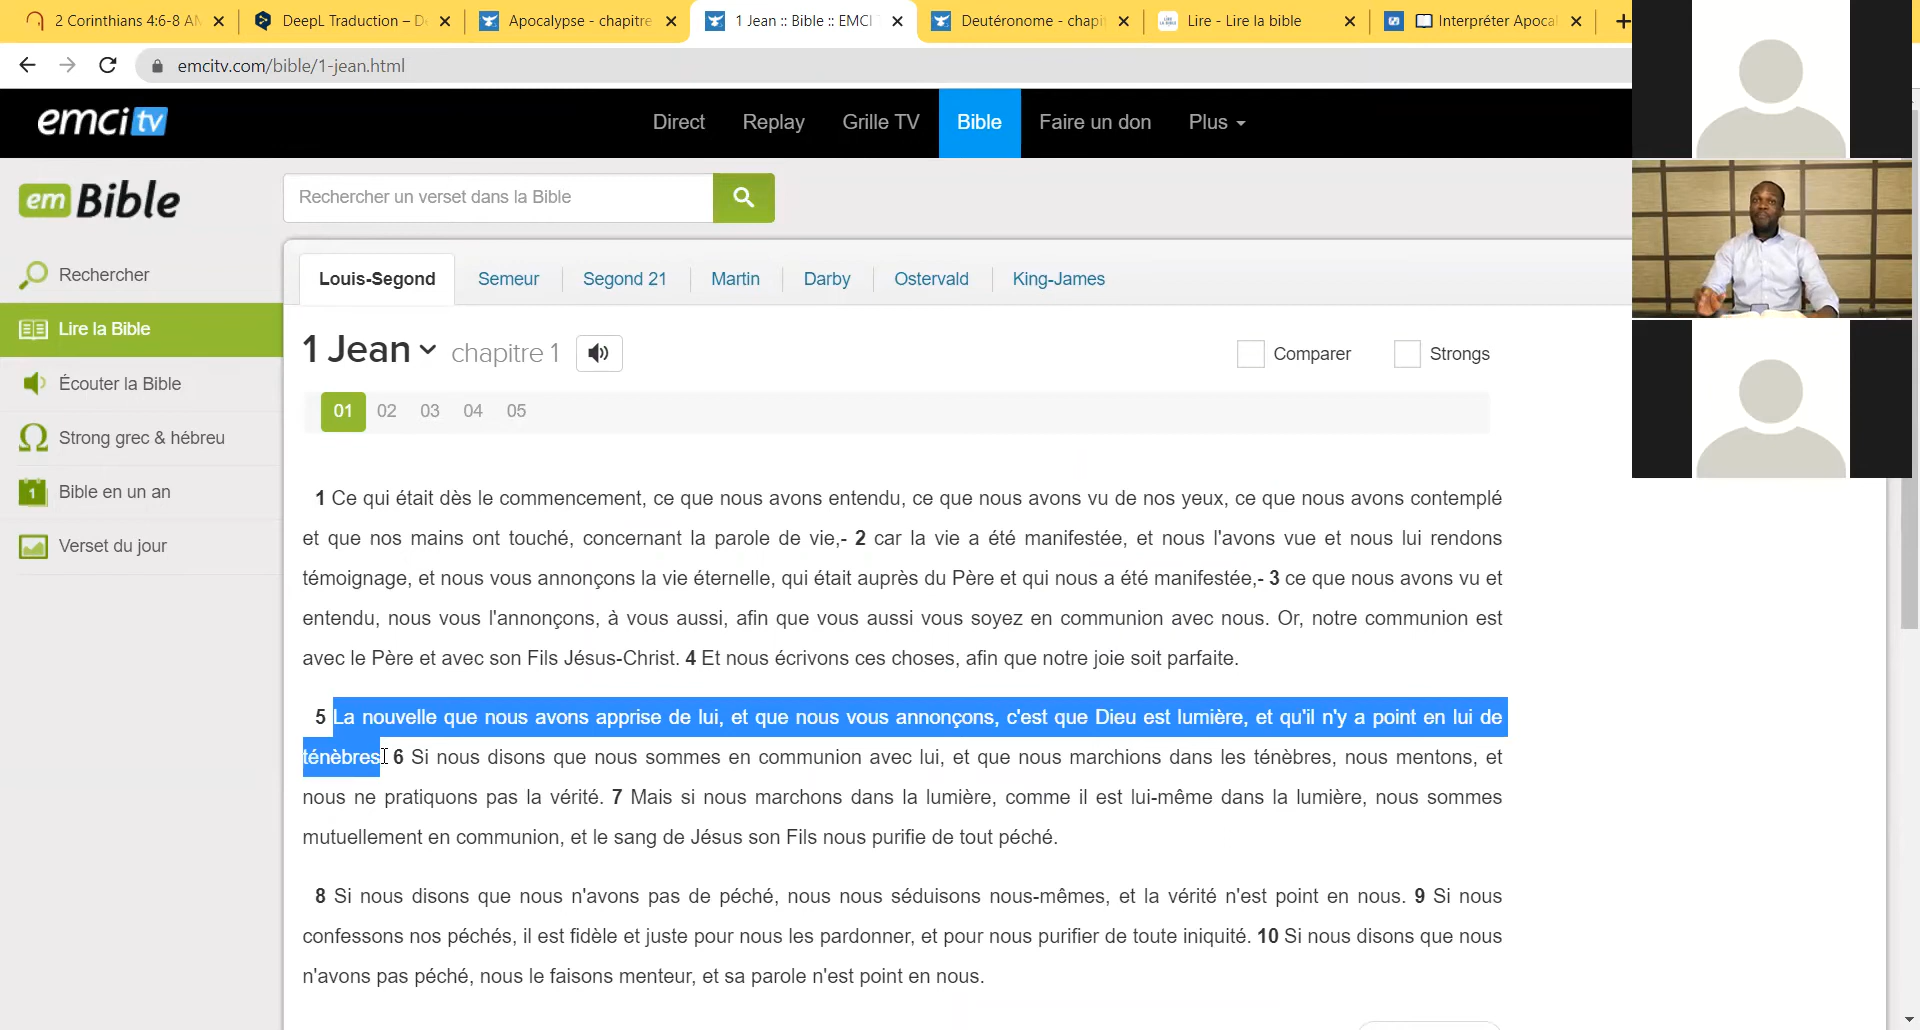 2 Corinthians 4:6-8 A
DeepL Traduction – D
Apocalypse - chapitre
1 Jean :: Bible :: EMCI
Deutéronome - chapi
Lire - Lire la bible
Interpréter Apocal
emcitv.com/bible/1-jean.html
emci tv
Direct
Replay
Grille TV
Bible
Faire un don
Plus
em Bible
Rechercher un verset dans la Bible
Rechercher
Lire la Bible
Écouter la Bible
Strong grec & hébreu
1 Bible en un an
Verset du jour
Louis-Segond
Semeur
Segond 21
Martin
Darby
Ostervald
King-James
1 Jean chapitre 1
Comparer
Strongs
01 02 03 04 05
1 Ce qui était dès le commencement, ce que nous avons entendu, ce que nous avons vu de nos yeux, ce que nous avons contemplé
et que nos mains ont touché, concernant la parole de vie,- 2 car la vie a été manifestée, et nous l'avons vue et nous lui rendons
témoignage, et nous vous annonçons la vie éternelle, qui était auprès du Père et qui nous a été manifestée,- 3 ce que nous avons vu et
entendu, nous vous l'annonçons, à vous aussi, afin que vous aussi vous soyez en communion avec nous. Or, notre communion est
avec le Père et avec son Fils Jésus-Christ. 4 Et nous écrivons ces choses, afin que notre joie soit parfaite.
5 La nouvelle que nous avons apprise de lui, et que nous vous annonçons, c'est que Dieu est lumière, et qu'il n'y a point en lui de
ténèbres 6 Si nous disons que nous sommes en communion avec lui, et que nous marchions dans les ténèbres, nous mentons, et
nous ne pratiquons pas la vérité. 7 Mais si nous marchons dans la lumière, comme il est lui-même dans la lumière, nous sommes
mutuellement en communion, et le sang de Jésus son Fils nous purifie de tout péché.
8 Si nous disons que nous n'avons pas de péché, nous nous séduisons nous-mêmes, et la vérité n'est point en nous. 9 Si nous
confessons nos péchés, il est fidèle et juste pour nous les pardonner, et pour nous purifier de toute iniquité. 10 Si nous disons que nous
n'avons pas péché, nous le faisons menteur, et sa parole n'est point en nous.